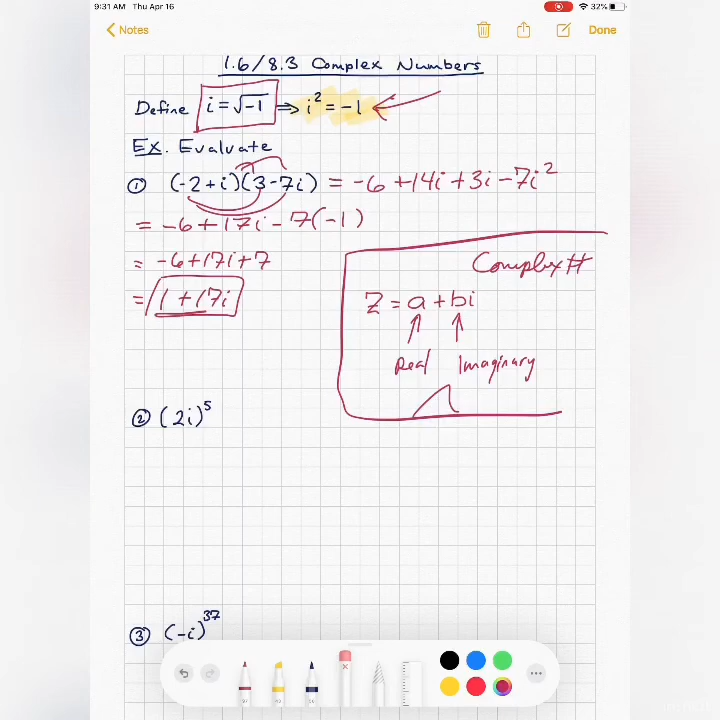 9:31 AM Thu Apr 16 32%
Notes Done
1.6/8.3 Complex Numbers
Define i = √-1 ⇒ i² = -1
Ex. Evaluate
① (-2+i)(3-7i) = -6+14i+3i-7i²
= -6+17i-7(-1)
= -6+17i+7
= 1+17i
Complex #
Z = a+bi
Real Imaginary
② (2i)⁵
③ (-i)³⁷